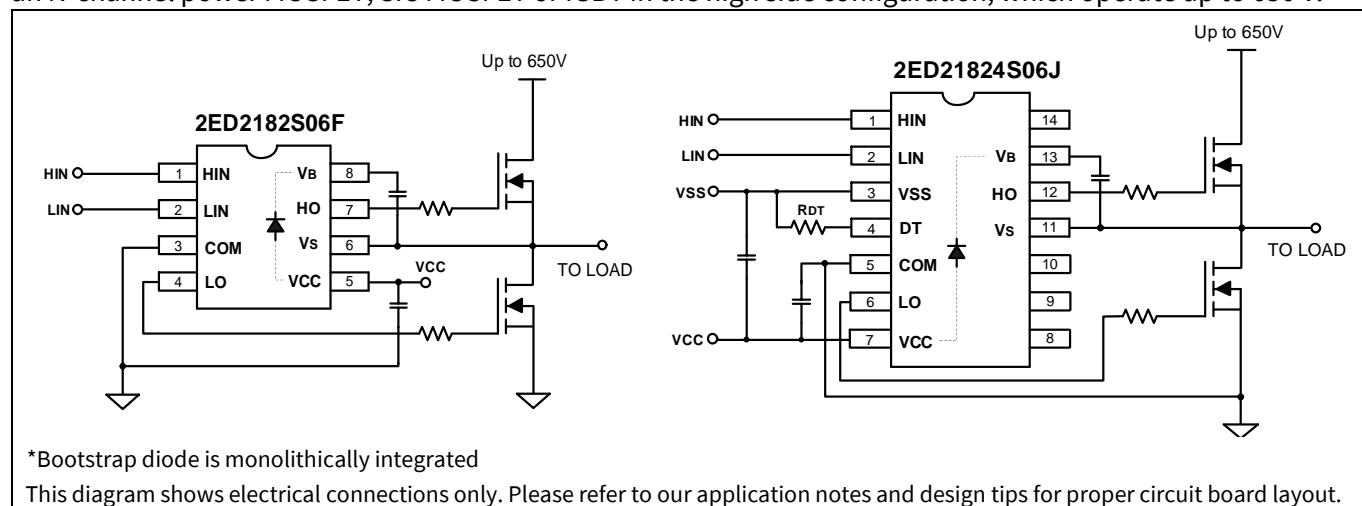 Up to 650V
2ED2182S06F
HIN
1
HIN
VB
8
LIN
2
LIN
HO
7
3
COM
VS
6
4
LO
VCC
5
VCC
TO LOAD
Up to 650V
2ED21824S06J
HIN
1
HIN
14
LIN
2
LIN
VB
13
VSS
3
VSS
HO
12
RDT
4
DT
VS
11
TO LOAD
5
COM
10
6
LO
9
VCC
7
VCC
8
*Bootstrap diode is monolithically integrated
This diagram shows electrical connections only. Please refer to our application notes and design tips for proper circuit board layout.